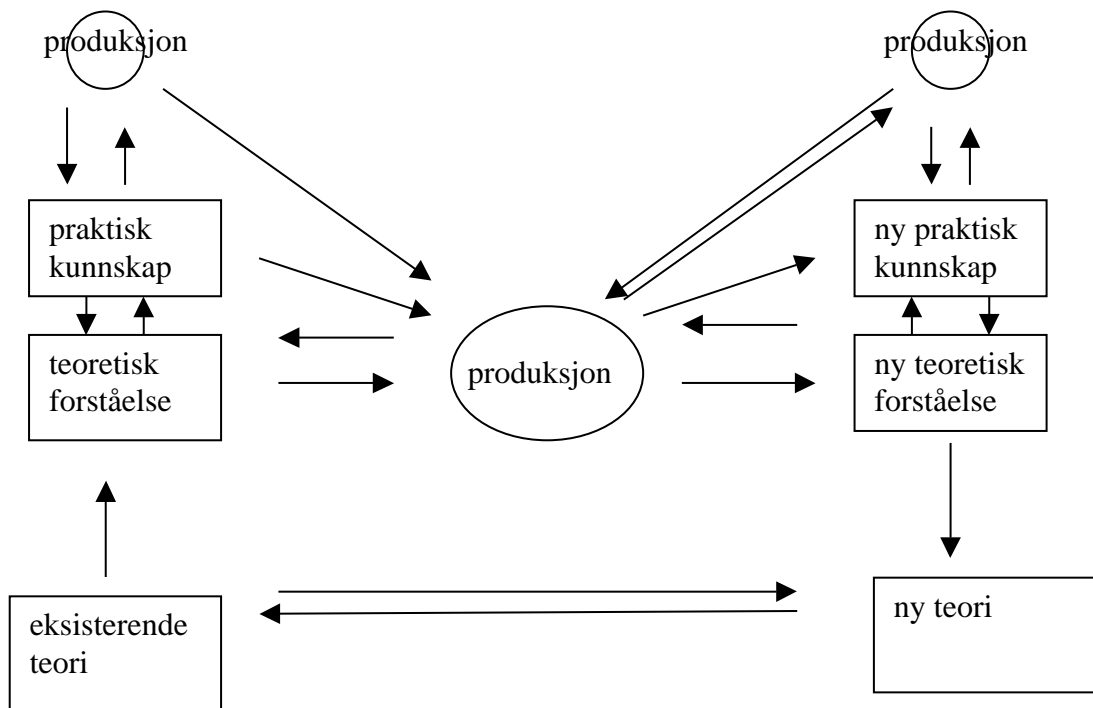 produksjon
produksjon
praktisk
kunnskap
ny praktisk
kunnskap
teoretisk
forståelse
produksjon
ny teoretisk
forståelse
eksisterende
teori
ny teori